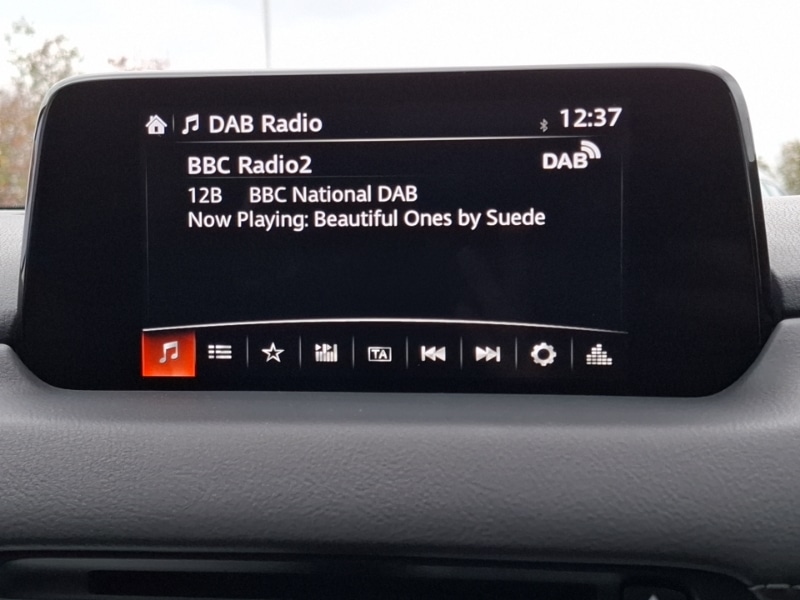 DAB Radio 12:37
BBC Radio2 DAB
12B BBC National DAB
Now Playing: Beautiful Ones by Suede
TA